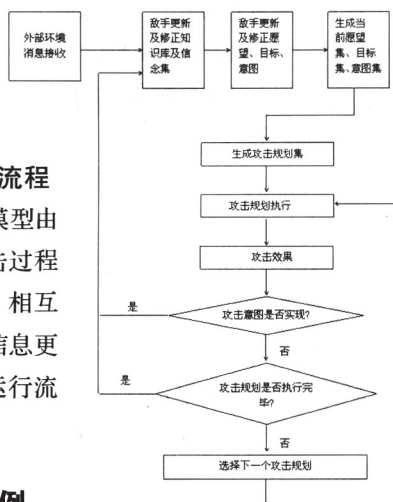 外部环境
消息接收
敌手更新
及修正知
识库及信
念集
敌手更新
及修正愿
望、目标、
意图
生成当
前愿望
集、目标
集、意图集
生成攻击规划集
攻击规划执行
攻击效果
攻击意图是否实现?
是
否
攻击规划是否执行完
毕?
是
否
选择下一个攻击规划
流程
模型由
击过程
相互
信息更
运行流
例